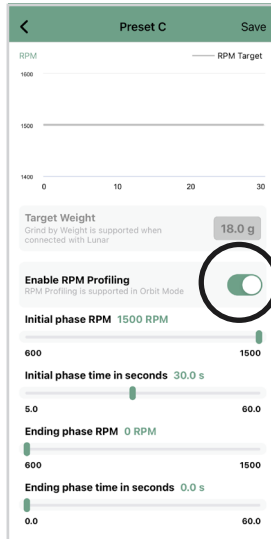 Preset C Save
RPM RPM Target
1600
1500
1400
0 10 20 30
Target Weight
Grind by Weight is supported when
connected with Lunar
18.0 g
Enable RPM Profiling
RPM Profiling is supported in Orbit Mode
Initial phase RPM 1500 RPM
600 1500
Initial phase time in seconds 30.0 s
5.0 60.0
Ending phase RPM 0 RPM
600 1500
Ending phase time in seconds 0.0 s
0.0 60.0